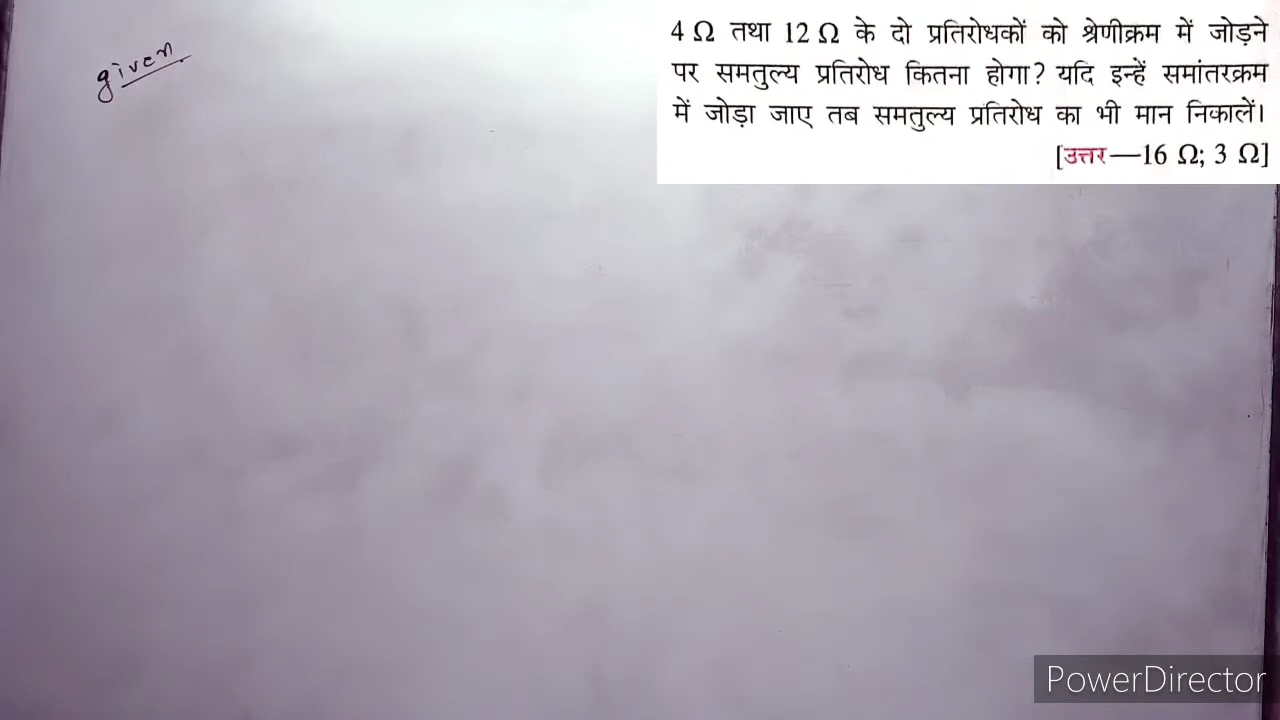 given
4 Ω तथा 12 Ω के दो प्रतिरोधकों को श्रेणीक्रम में जोड़ने
पर समतुल्य प्रतिरोध कितना होगा? यदि इन्हें समांतरक्रम
में जोड़ा जाए तब समतुल्य प्रतिरोध का भी मान निकालें।
[उत्तर—16 Ω; 3 Ω]
PowerDirector